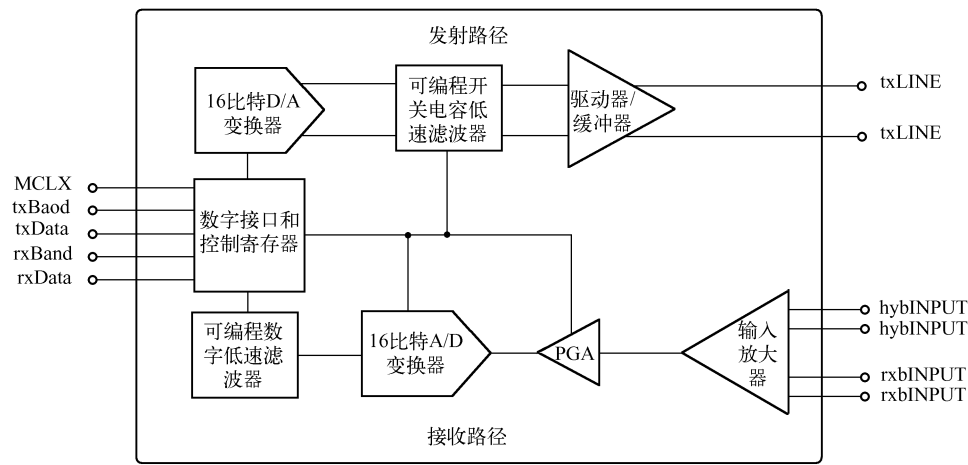 发射路径
16比特D/A
变换器
可编程开
关电容低
速滤波器
驱动器/
缓冲器
txLINE
txLINE
MCLX
txBaod
txData
rxBand
rxData
数字接口和
控制寄存器
可编程数
字低速滤
波器
16比特A/D
变换器
PGA
输入
放大
器
hybINPUT
hybINPUT
rxbINPUT
rxbINPUT
接收路径